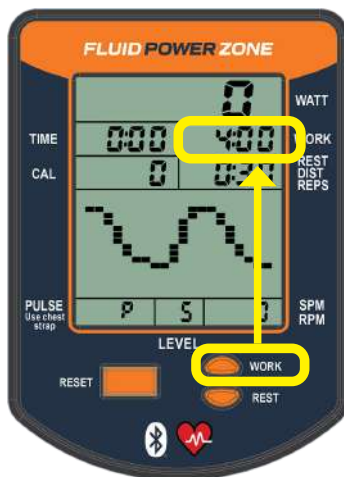 FLUID POWER ZONE
0 WATT
TIME 0:00 4:00 WORK
CAL 0 REST
DIST
REPS
PULSE P 5 0 SPM
Use chest RPM
strap
LEVEL
WORK
RESET
REST